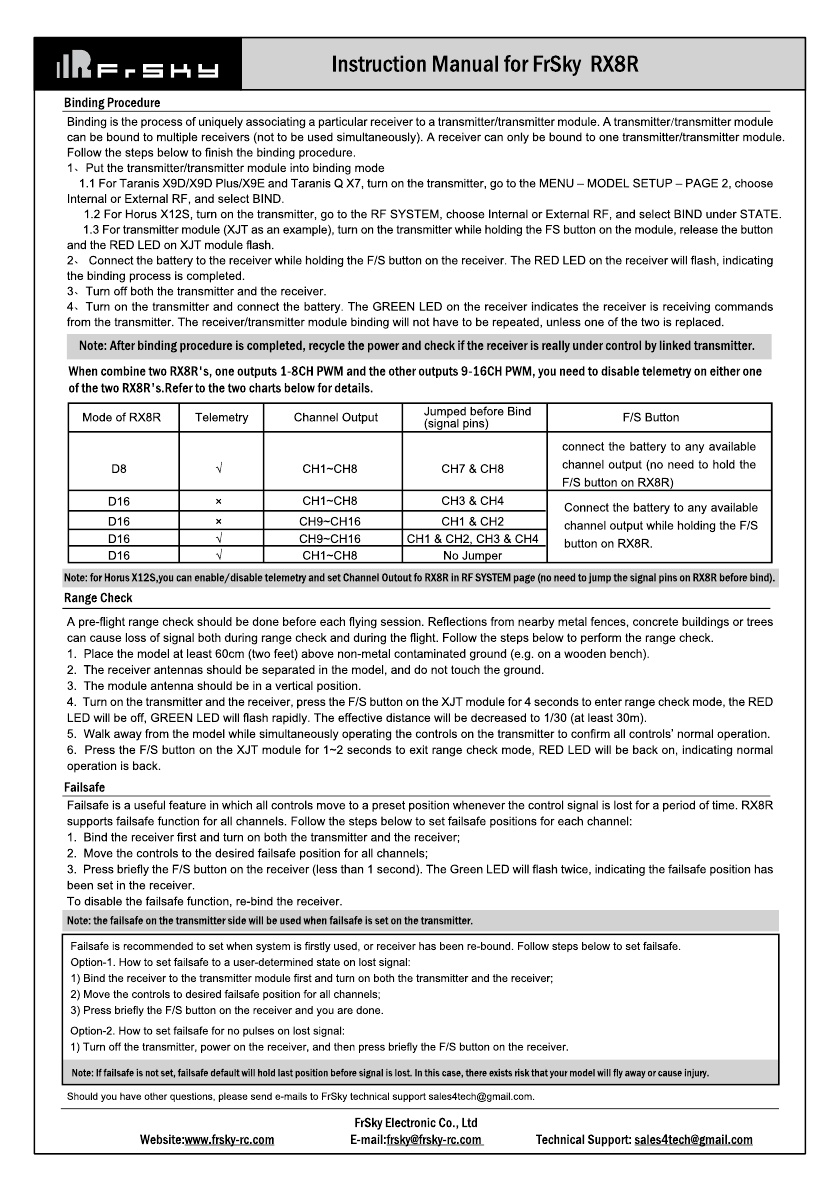 FrSKY
Instruction Manual for FrSky RX8R
Binding Procedure
Binding is the process of uniquely associating a particular receiver to a transmitter/transmitter module. A transmitter/transmitter module
can be bound to multiple receivers (not to be used simultaneously). A receiver can only be bound to one transmitter/transmitter module.
Follow the steps below to finish the binding procedure.
1、Put the transmitter/transmitter module into binding mode
1.1 For Taranis X9D/X9D Plus/X9E and Taranis Q X7, turn on the transmitter, go to the MENU – MODEL SETUP – PAGE 2, choose
Internal or External RF, and select BIND.
1.2 For Horus X12S, turn on the transmitter, go to the RF SYSTEM, choose Internal or External RF, and select BIND under STATE.
1.3 For transmitter module (XJT as an example), turn on the transmitter while holding the FS button on the module, release the button
and the RED LED on XJT module flash.
2、 Connect the battery to the receiver while holding the F/S button on the receiver. The RED LED on the receiver will flash, indicating
the binding process is completed.
3、Turn off both the transmitter and the receiver.
4、Turn on the transmitter and connect the battery. The GREEN LED on the receiver indicates the receiver is receiving commands
from the transmitter. The receiver/transmitter module binding will not have to be repeated, unless one of the two is replaced.
Note: After binding procedure is completed, recycle the power and check if the receiver is really under control by linked transmitter.
When combine two RX8R's, one outputs 1-8CH PWM and the other outputs 9-16CH PWM, you need to disable telemetry on either one
of the two RX8R's.Refer to the two charts below for details.
Mode of RX8R Telemetry Channel Output Jumped before Bind (signal pins) F/S Button
D8 √ CH1~CH8 CH7 & CH8
connect the battery to any available
channel output (no need to hold the
F/S button on RX8R)
D16 × CH1~CH8 CH3 & CH4
D16 × CH9~CH16 CH1 & CH2
D16 √ CH9~CH16 CH1 & CH2, CH3 & CH4
D16 √ CH1~CH8 No Jumper
Connect the battery to any available
channel output while holding the F/S
button on RX8R.
Note: for Horus X12S,you can enable/disable telemetry and set Channel Outout fo RX8R in RF SYSTEM page (no need to jump the signal pins on RX8R before bind).
Range Check
A pre-flight range check should be done before each flying session. Reflections from nearby metal fences, concrete buildings or trees
can cause loss of signal both during range check and during the flight. Follow the steps below to perform the range check.
1. Place the model at least 60cm (two feet) above non-metal contaminated ground (e.g. on a wooden bench).
2. The receiver antennas should be separated in the model, and do not touch the ground.
3. The module antenna should be in a vertical position.
4. Turn on the transmitter and the receiver, press the F/S button on the XJT module for 4 seconds to enter range check mode, the RED
LED will be off, GREEN LED will flash rapidly. The effective distance will be decreased to 1/30 (at least 30m).
5. Walk away from the model while simultaneously operating the controls on the transmitter to confirm all controls' normal operation.
6. Press the F/S button on the XJT module for 1~2 seconds to exit range check mode, RED LED will be back on, indicating normal
operation is back.
Failsafe
Failsafe is a useful feature in which all controls move to a preset position whenever the control signal is lost for a period of time. RX8R
supports failsafe function for all channels. Follow the steps below to set failsafe positions for each channel:
1. Bind the receiver first and turn on both the transmitter and the receiver;
2. Move the controls to the desired failsafe position for all channels;
3. Press briefly the F/S button on the receiver (less than 1 second). The Green LED will flash twice, indicating the failsafe position has
been set in the receiver.
To disable the failsafe function, re-bind the receiver.
Note: the failsafe on the transmitter side will be used when failsafe is set on the transmitter.
Failsafe is recommended to set when system is firstly used, or receiver has been re-bound. Follow steps below to set failsafe.
Option-1. How to set failsafe to a user-determined state on lost signal:
1) Bind the receiver to the transmitter module first and turn on both the transmitter and the receiver;
2) Move the controls to desired failsafe position for all channels;
3) Press briefly the F/S button on the receiver and you are done.
Option-2. How to set failsafe for no pulses on lost signal:
1) Turn off the transmitter, power on the receiver, and then press briefly the F/S button on the receiver.
Note: If failsafe is not set, failsafe default will hold last position before signal is lost. In this case, there exists risk that your model will fly away or cause injury.
Should you have other questions, please send e-mails to FrSky technical support sales4tech@gmail.com.
FrSky Electronic Co., Ltd
Website:www.frsky-rc.com E-mail:frsky@frsky-rc.com Technical Support: sales4tech@gmail.com